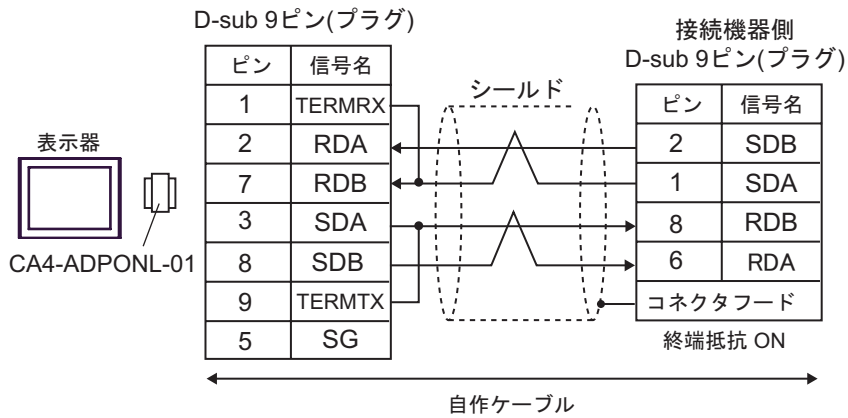 D-sub 9ピン(プラグ)
接続機器側
D-sub 9ピン(プラグ)
表示器
CA4-ADPONL-01
ピン 信号名
1 TERMRX
2 RDA
7 RDB
3 SDA
8 SDB
9 TERMTX
5 SG
シールド
ピン 信号名
2 SDB
1 SDA
8 RDB
6 RDA
コネクタフード
終端抵抗 ON
自作ケーブル